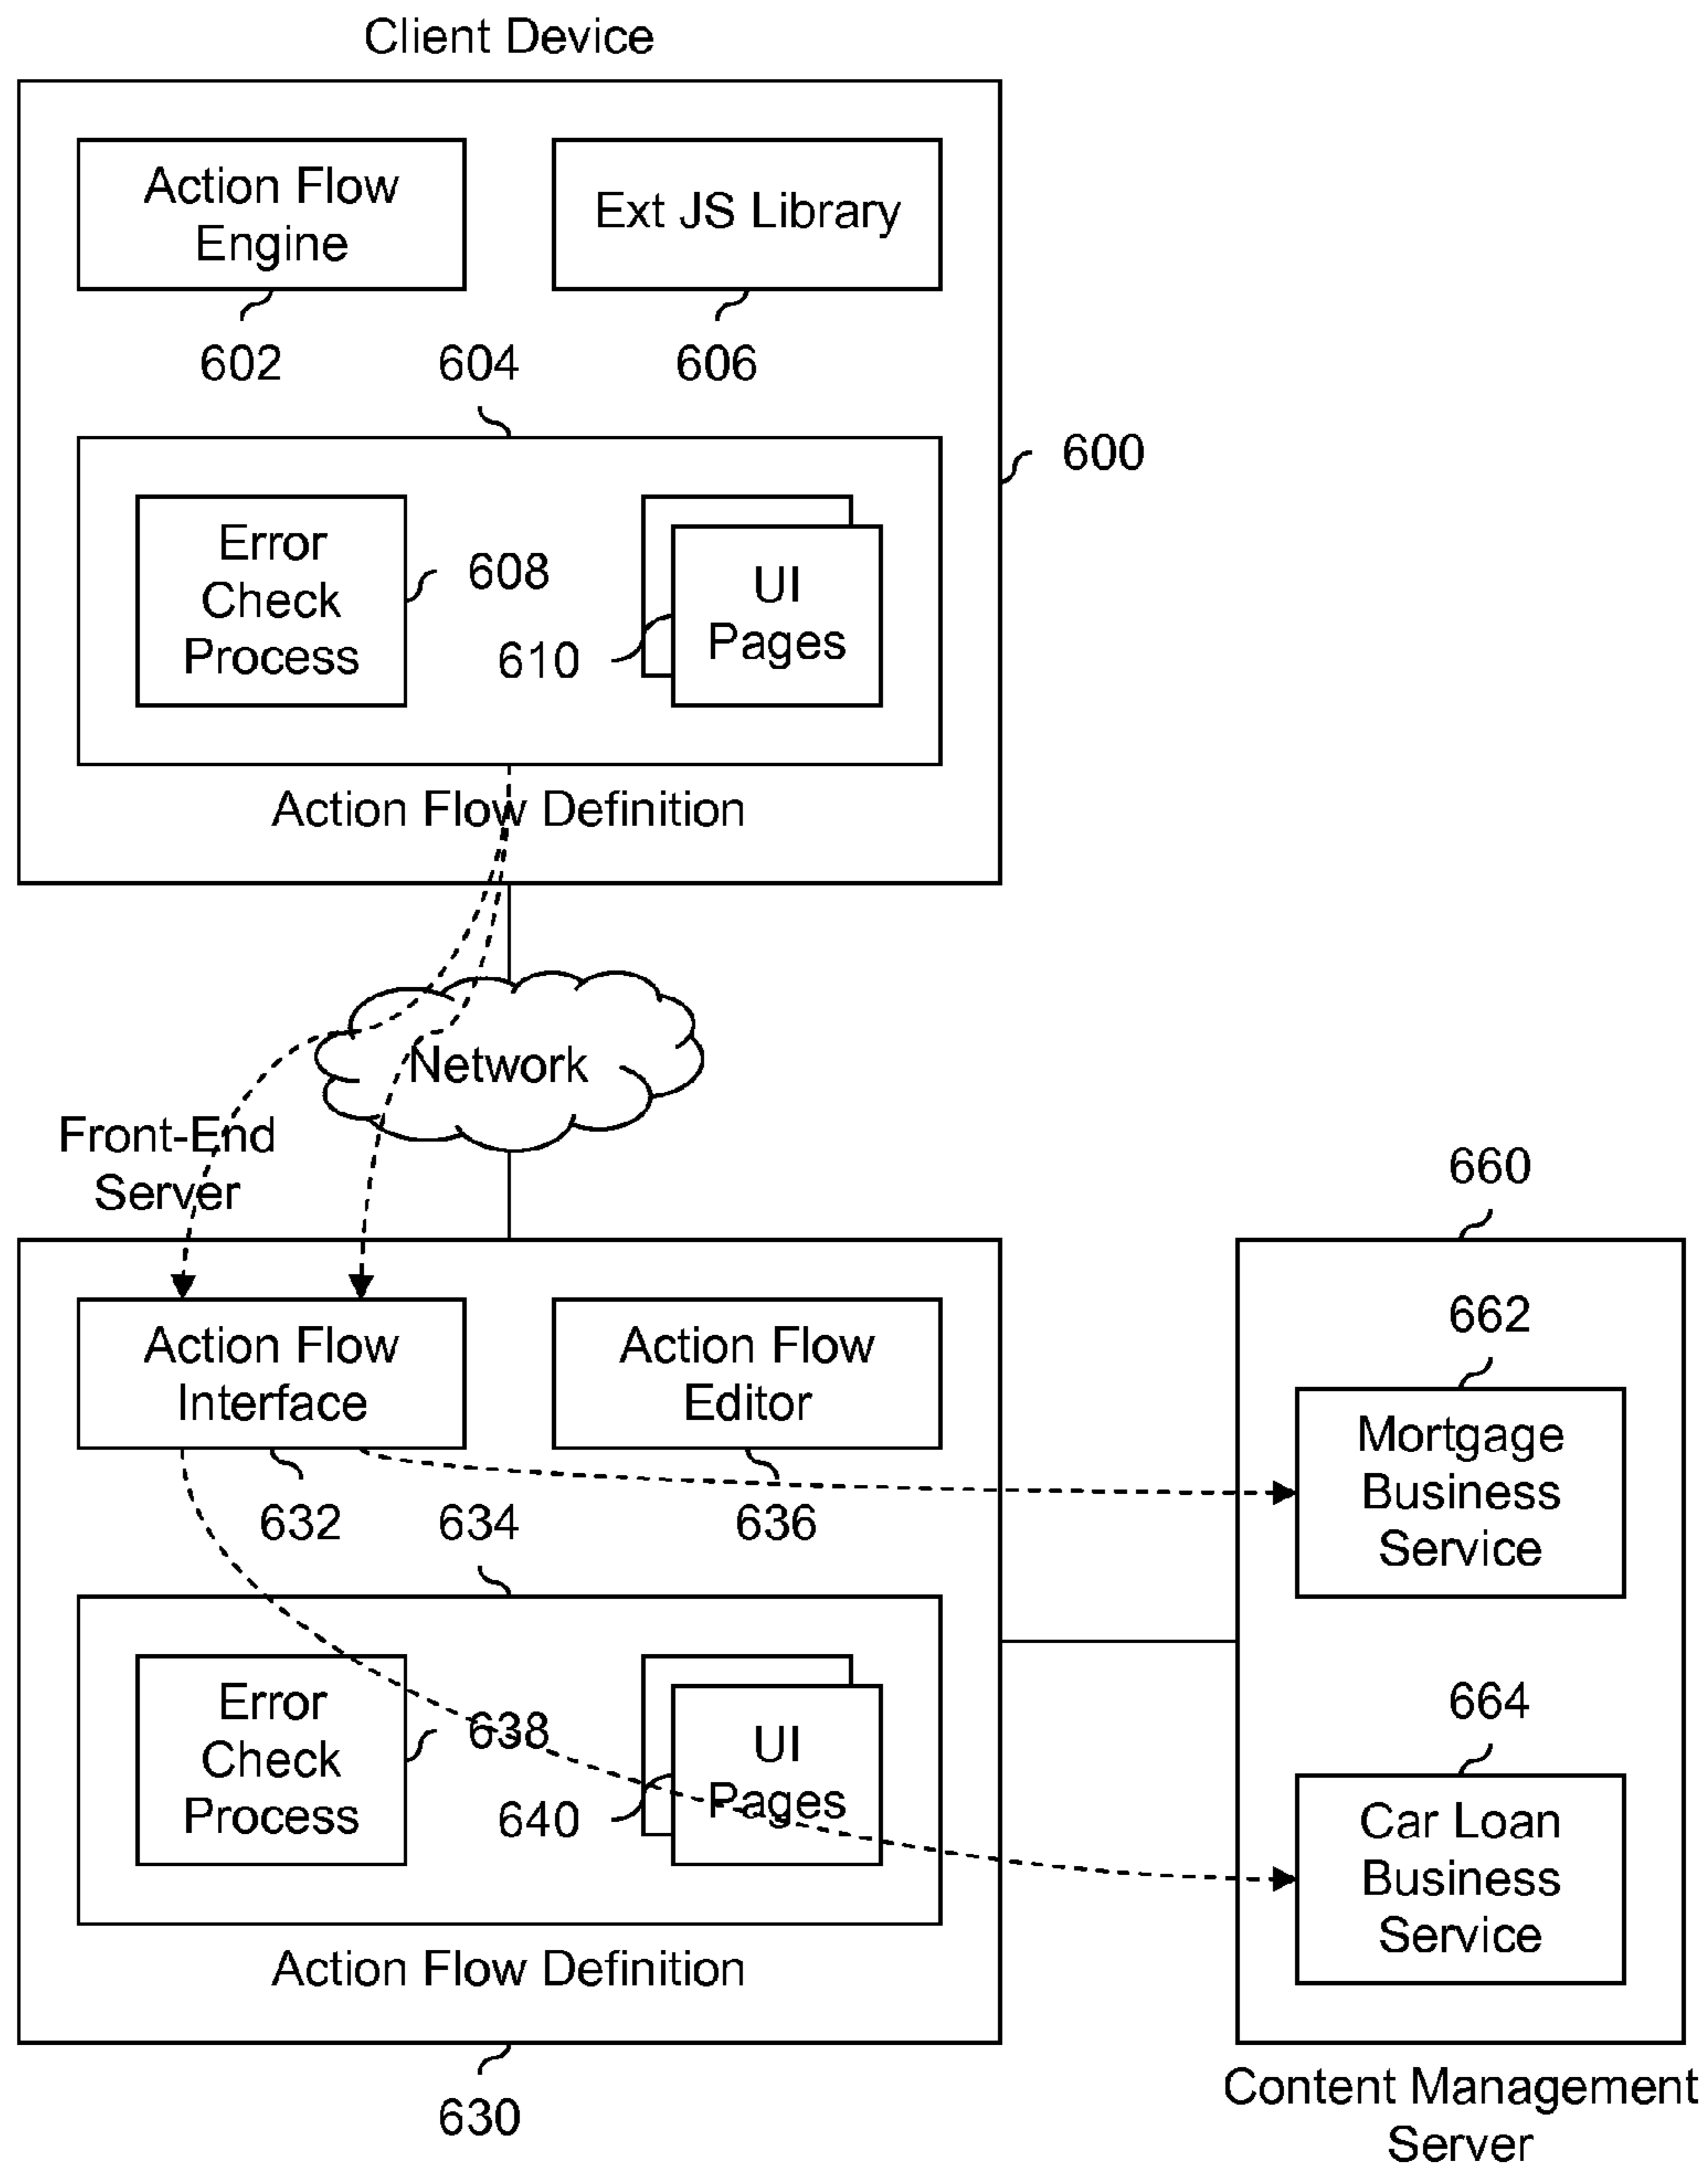 Client Device
Action Flow
Engine
Ext JS Library
602
604
606
600
Error
Check
Process
608
UI
Pages
610
Action Flow Definition
Network
Front-End
Server
660
Action Flow
Interface
Action Flow
Editor
662
Mortgage
Business
Service
632
634
636
Error
Check
Process
638
UI
Pages
640
664
Car Loan
Business
Service
Action Flow Definition
630
Content Management
Server